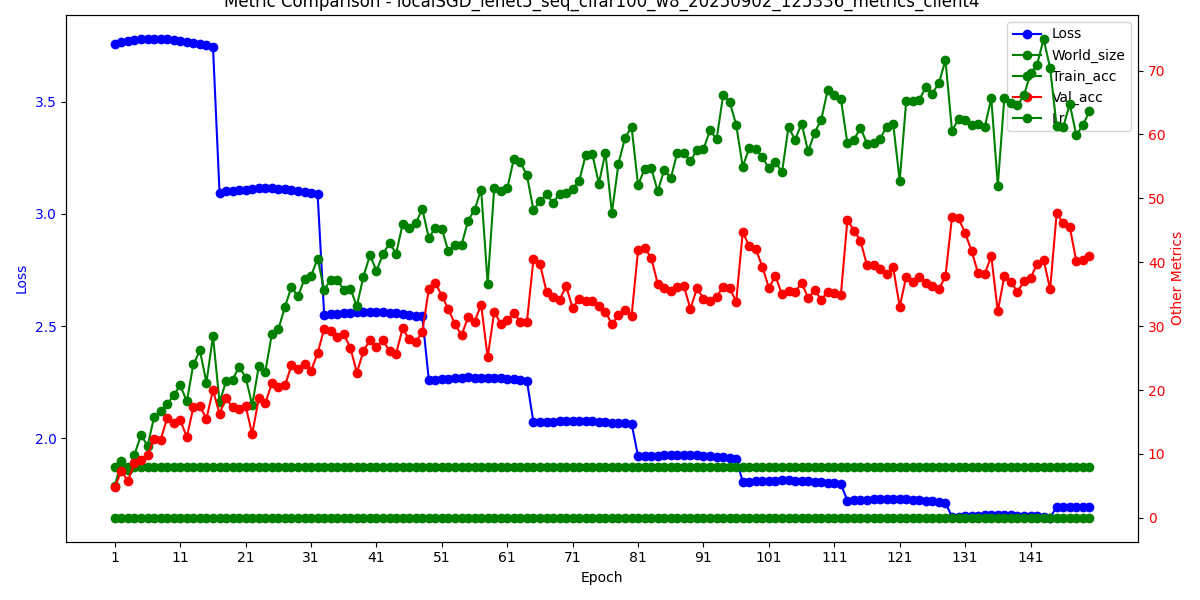 Metric Comparison - localSGD_lenet5_seq_cifar100_w8_20250902_125336_metrics_client4
Loss
World_size
Train_acc
Val_acc
Lr
3.5
3.0
2.5
2.0
Loss
70
60
50
40
30
20
10
0
Other Metrics
1 11 21 31 41 51 61 71 81 91 101 111 121 131 141
Epoch